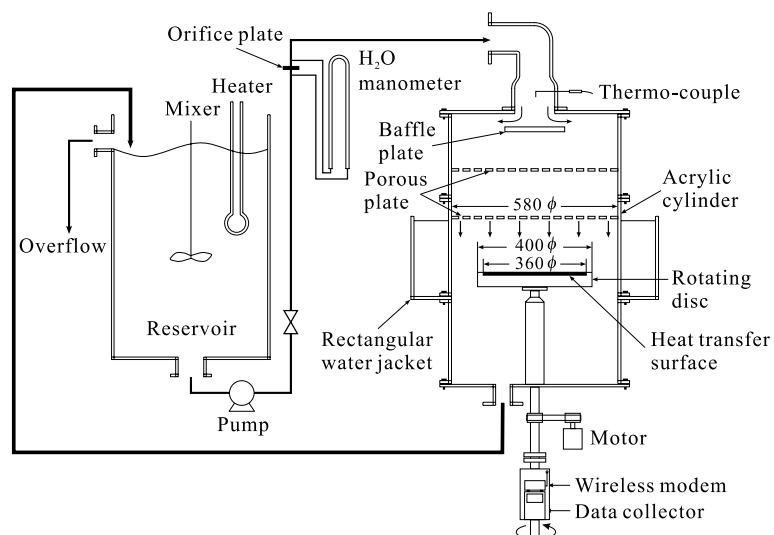 Orifice plate
H₂O
manometer
Heater
Mixer
Thermo-couple
Baffle
plate
Porous
plate
580 ϕ
Acrylic
cylinder
Overflow
400 ϕ
360 ϕ
Rotating
disc
Reservoir
Rectangular
water jacket
Heat transfer
surface
Pump
Motor
Wireless modem
Data collector